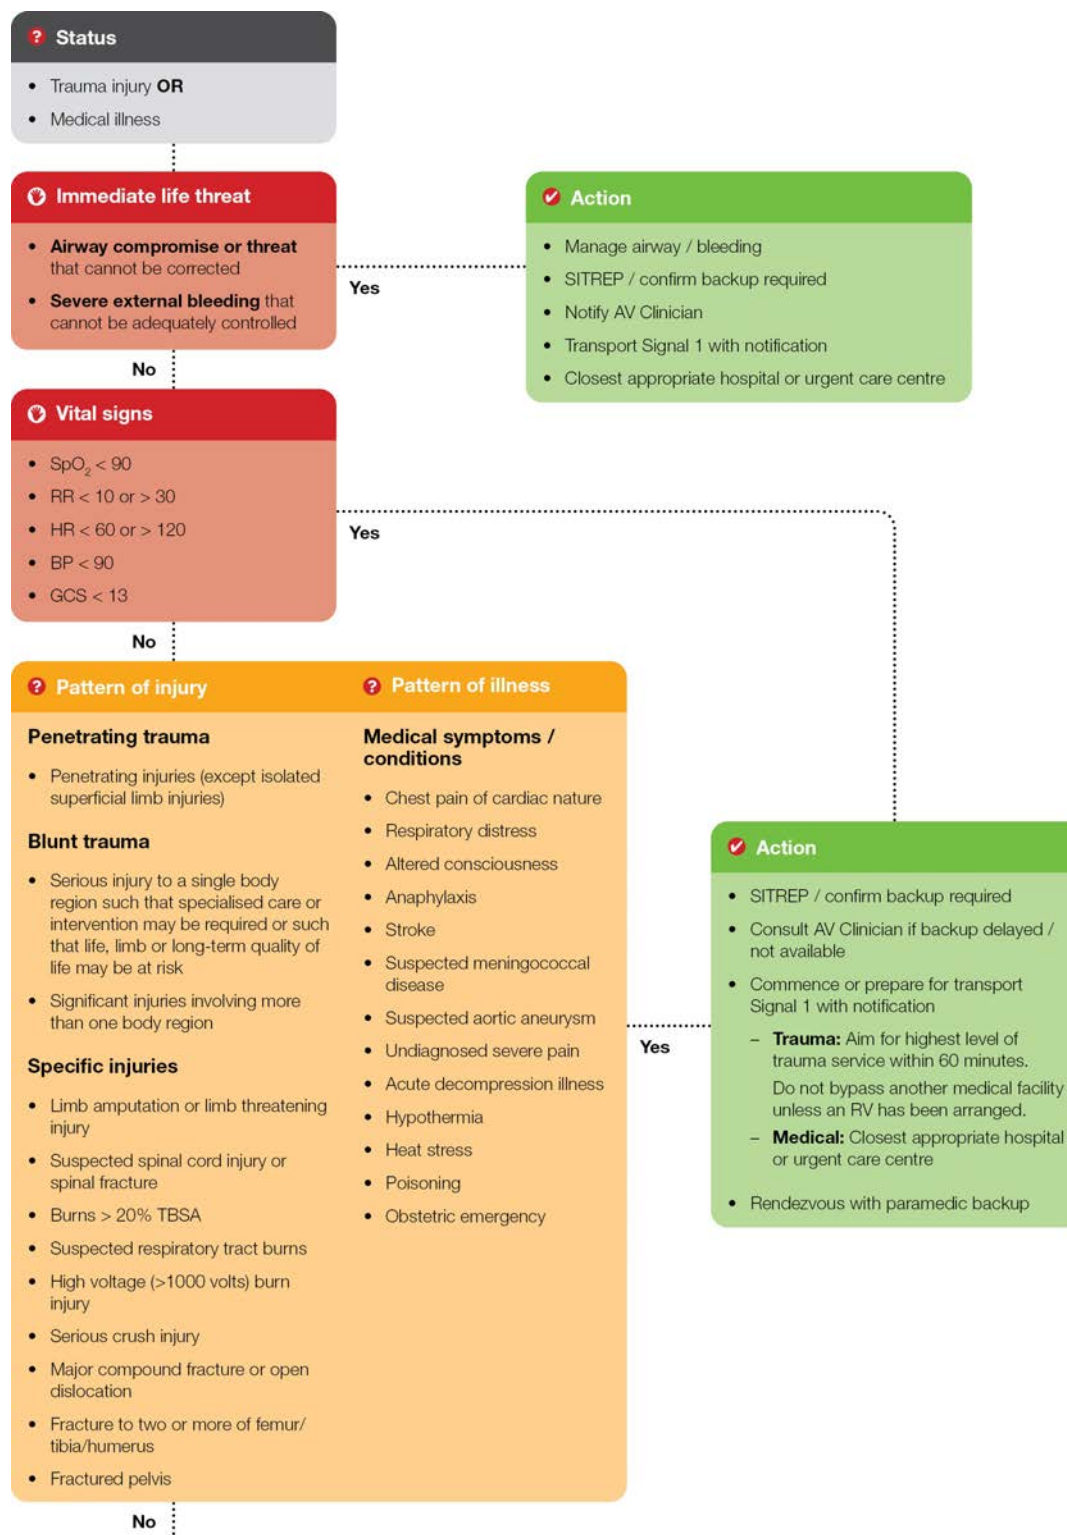 Status
• Trauma injury OR
• Medical illness
Immediate life threat
• Airway compromise or threat
that cannot be corrected
• Severe external bleeding that
cannot be adequately controlled
Yes
Action
• Manage airway / bleeding
• SITREP / confirm backup required
• Notify AV Clinician
• Transport Signal 1 with notification
• Closest appropriate hospital or urgent care centre
No
Vital signs
• SpO₂ < 90
• RR < 10 or > 30
• HR < 60 or > 120
• BP < 90
• GCS < 13
Yes
No
Pattern of injury
Penetrating trauma
• Penetrating injuries (except isolated
superficial limb injuries)
Blunt trauma
• Serious injury to a single body
region such that specialised care or
intervention may be required or such
that life, limb or long-term quality of
life may be at risk
• Significant injuries involving more
than one body region
Specific injuries
• Limb amputation or limb threatening
injury
• Suspected spinal cord injury or
spinal fracture
• Burns > 20% TBSA
• Suspected respiratory tract burns
• High voltage (>1000 volts) burn
injury
• Serious crush injury
• Major compound fracture or open
dislocation
• Fracture to two or more of femur/
tibia/humerus
• Fractured pelvis
Pattern of illness
Medical symptoms /
conditions
• Chest pain of cardiac nature
• Respiratory distress
• Altered consciousness
• Anaphylaxis
• Stroke
• Suspected meningococcal
disease
• Suspected aortic aneurysm
• Undiagnosed severe pain
• Acute decompression illness
• Hypothermia
• Heat stress
• Poisoning
• Obstetric emergency
Yes
Action
• SITREP / confirm backup required
• Consult AV Clinician if backup delayed /
not available
• Commence or prepare for transport
Signal 1 with notification
– Trauma: Aim for highest level of
trauma service within 60 minutes.
Do not bypass another medical facility
unless an RV has been arranged.
– Medical: Closest appropriate hospital
or urgent care centre
• Rendezvous with paramedic backup
No